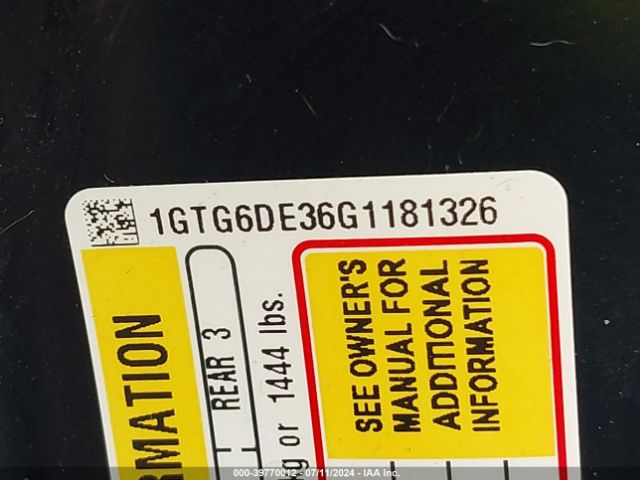 1GTG6DE36G1181326
RMATION
REAR 3
g or 1444 lbs.
SEE OWNER'S
MANUAL FOR
ADDITIONAL
INFORMATION
000-39770012 - 07/11/2024 - IAA Inc.